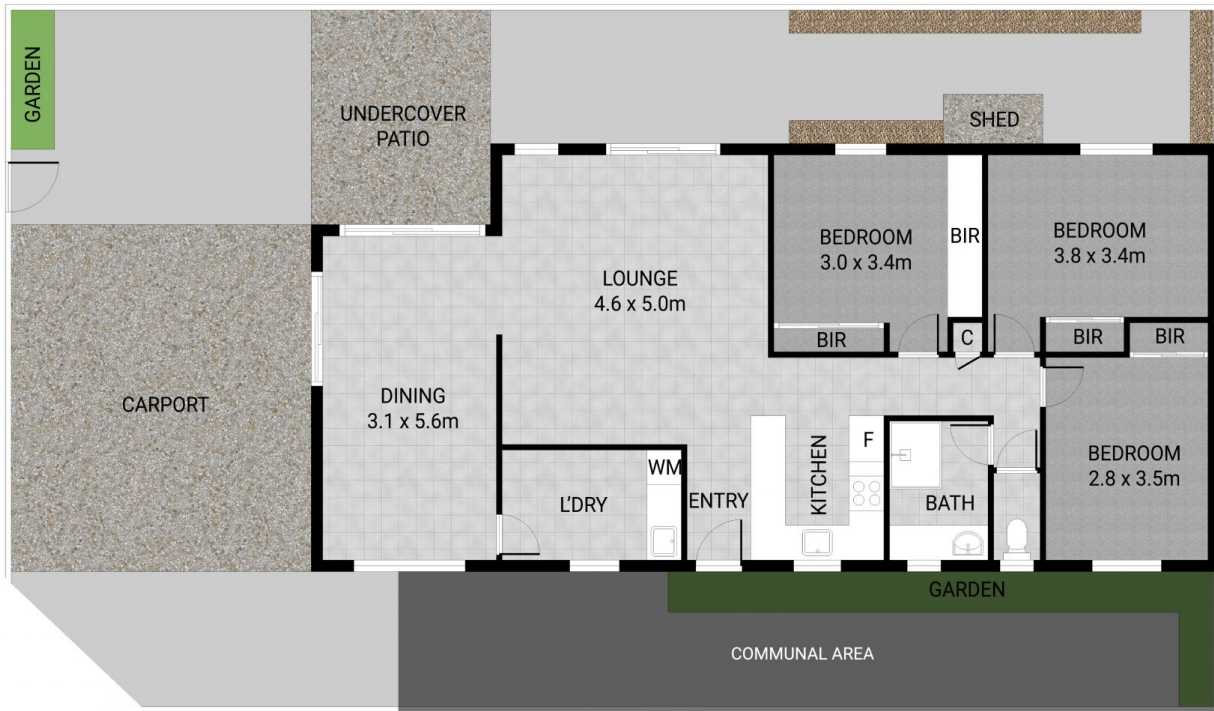 GARDEN
UNDERCOVER
PATIO
SHED
BEDROOM
3.0 x 3.4m
BIR
BEDROOM
3.8 x 3.4m
LOUNGE
4.6 x 5.0m
BIR
C
BIR
BIR
CARPORT
DINING
3.1 x 5.6m
F
KITCHEN
BEDROOM
2.8 x 3.5m
WM
L'DRY
ENTRY
BATH
GARDEN
COMMUNAL AREA